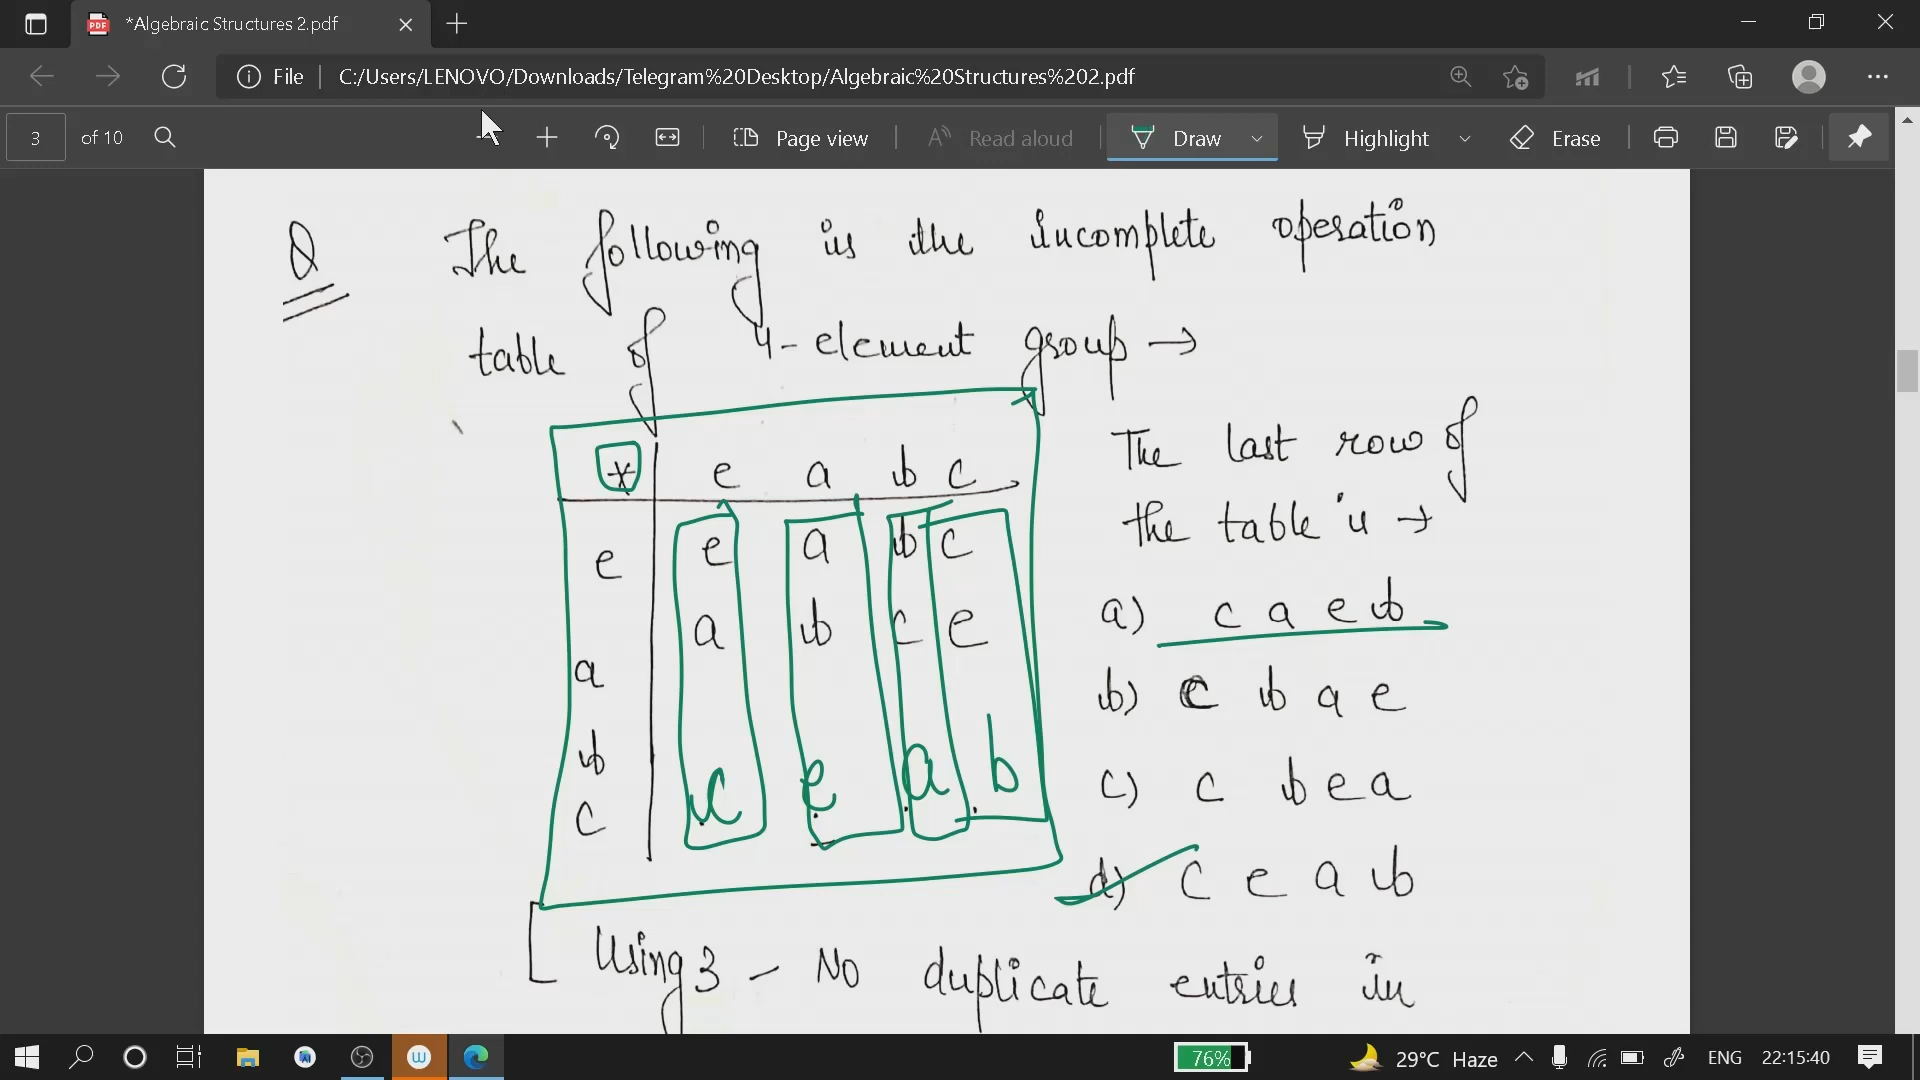 *Algebraic Structures 2.pdf
File C:/Users/LENOVO/Downloads/Telegram%20Desktop/Algebraic%20Structures%202.pdf
3 of 10 Page view Read aloud Draw Highlight Erase
Q The following is the incomplete operation
table of 4-element group →
The last row of
the table is →
* e a b c
e e a b c
a a b c e
b
c c e a b
a) c a e b
b) c b a e
c) c b e a
d) c e a b
[ Using 3 - No duplicate entries in
76% 29°C Haze ENG 22:15:40